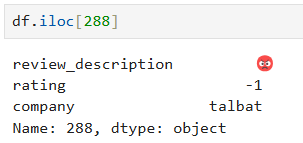 df.iloc[288]
review_description 😡
rating -1
company talbat
Name: 288, dtype: object